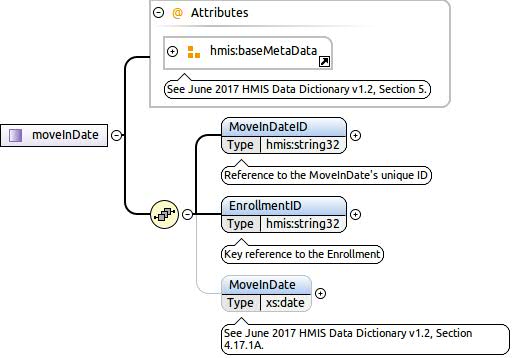 Attributes
hmis:baseMetaData
See June 2017 HMIS Data Dictionary v1.2, Section 5.
moveInDate
MoveInDateID
Type hmis:string32
Reference to the MoveInDate's unique ID
EnrollmentID
Type hmis:string32
Key reference to the Enrollment
MoveInDate
Type xs:date
See June 2017 HMIS Data Dictionary v1.2, Section
4.17.1A.